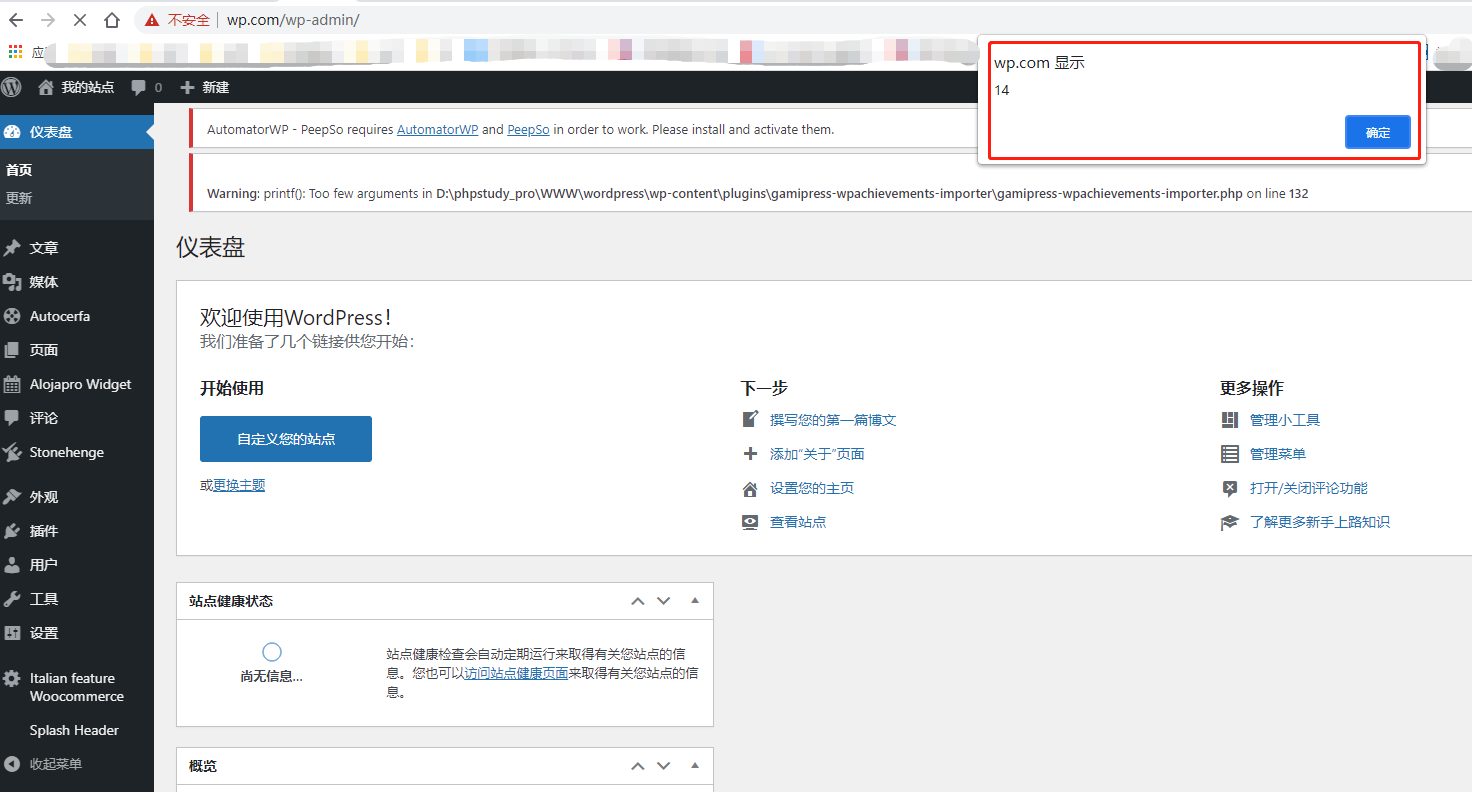 不安全 wp.com/wp-admin/
wp.com 显示
14
确定
我的站点 0 新建
仪表盘
首页
更新
文章
媒体
Autocerfa
页面
Alojapro Widget
评论
Stonehenge
外观
插件
用户
工具
设置
Italian feature
Woocommerce
Splash Header
收起菜单
AutomatorWP - PeepSo requires AutomatorWP and PeepSo in order to work. Please install and activate them.
Warning: printf(): Too few arguments in D:\phpstudy_pro\WWW\wordpress\wp-content\plugins\gamipress-wpachievements-importer\gamipress-wpachievements-importer.php on line 132
仪表盘
欢迎使用WordPress！
我们准备了几个链接供您开始：
开始使用
自定义您的站点
或更换主题
下一步
撰写您的第一篇博文
添加“关于”页面
设置您的主页
查看站点
更多操作
管理小工具
管理菜单
打开/关闭评论功能
了解更多新手上路知识
站点健康状态
尚无信息...
站点健康检查会自动定期运行来取得有关您站点的信
息。您也可以访问站点健康页面来取得有关您站点的信
息。
概览